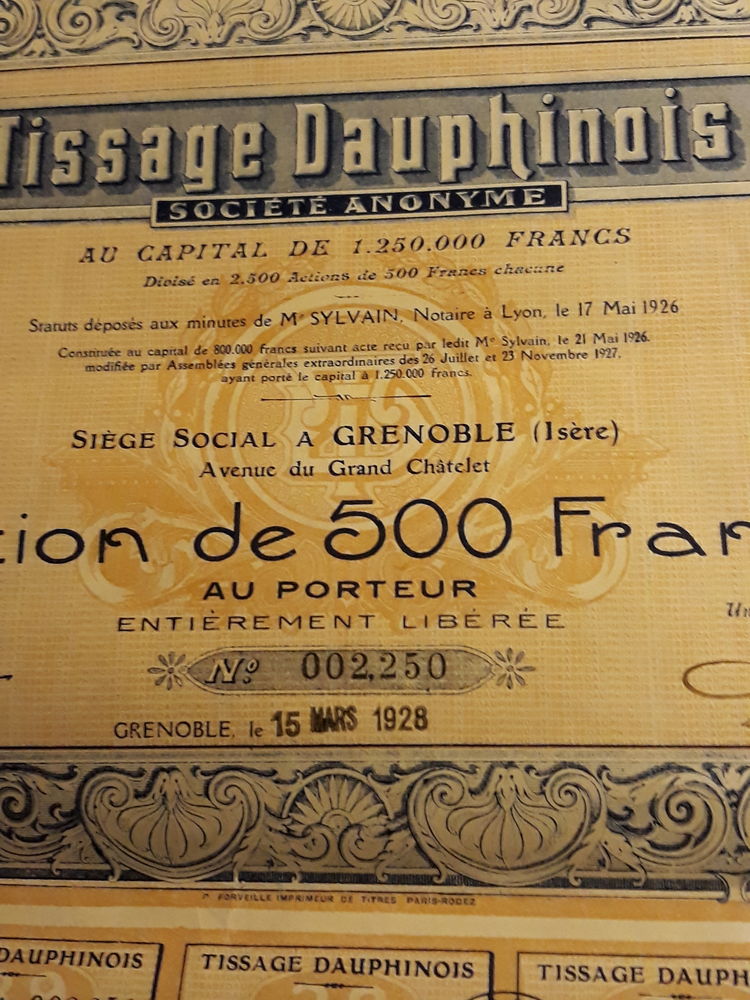 Tissage Dauphinois
SOCIÉTÉ ANONYME
AU CAPITAL DE 1.250.000 FRANCS
Divisé en 2.500 Actions de 500 Francs chacune
Statuts déposés aux minutes de Me SYLVAIN, Notaire à Lyon, le 17 Mai 1926
Constituée au capital de 800.000 francs suivant acte reçu par ledit Me Sylvain, le 21 Mai 1926.
modifiée par Assemblées générales extraordinaires des 26 Juillet et 23 Novembre 1927,
ayant porté le capital à 1.250.000 francs.
SIÈGE SOCIAL A GRENOBLE (Isère)
Avenue du Grand Châtelet
tion de 500 Fran
AU PORTEUR
ENTIÈREMENT LIBÉRÉE
Un
No 002,250
GRENOBLE, le 15 MARS 1928
P. FORVEILLE IMPRIMEUR DE TITRES PARIS-RODEZ
DAUPHINOIS TISSAGE DAUPHINOIS TISSAGE DAUPH